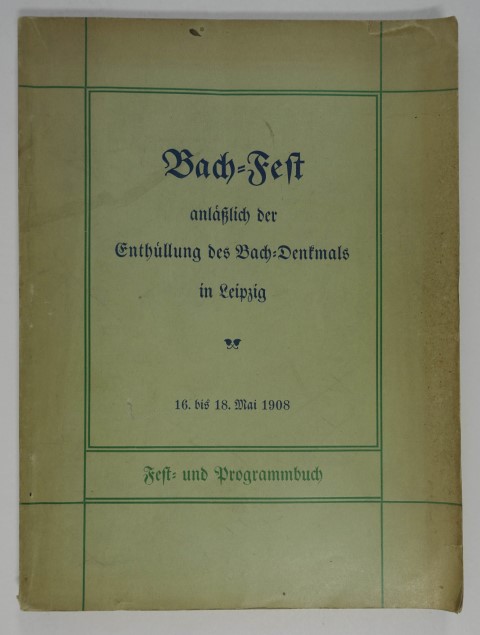 Bach-Fest
anläßlich der
Enthüllung des Bach-Denkmals
in Leipzig
16. bis 18. Mai 1908
Fest- und Programmbuch